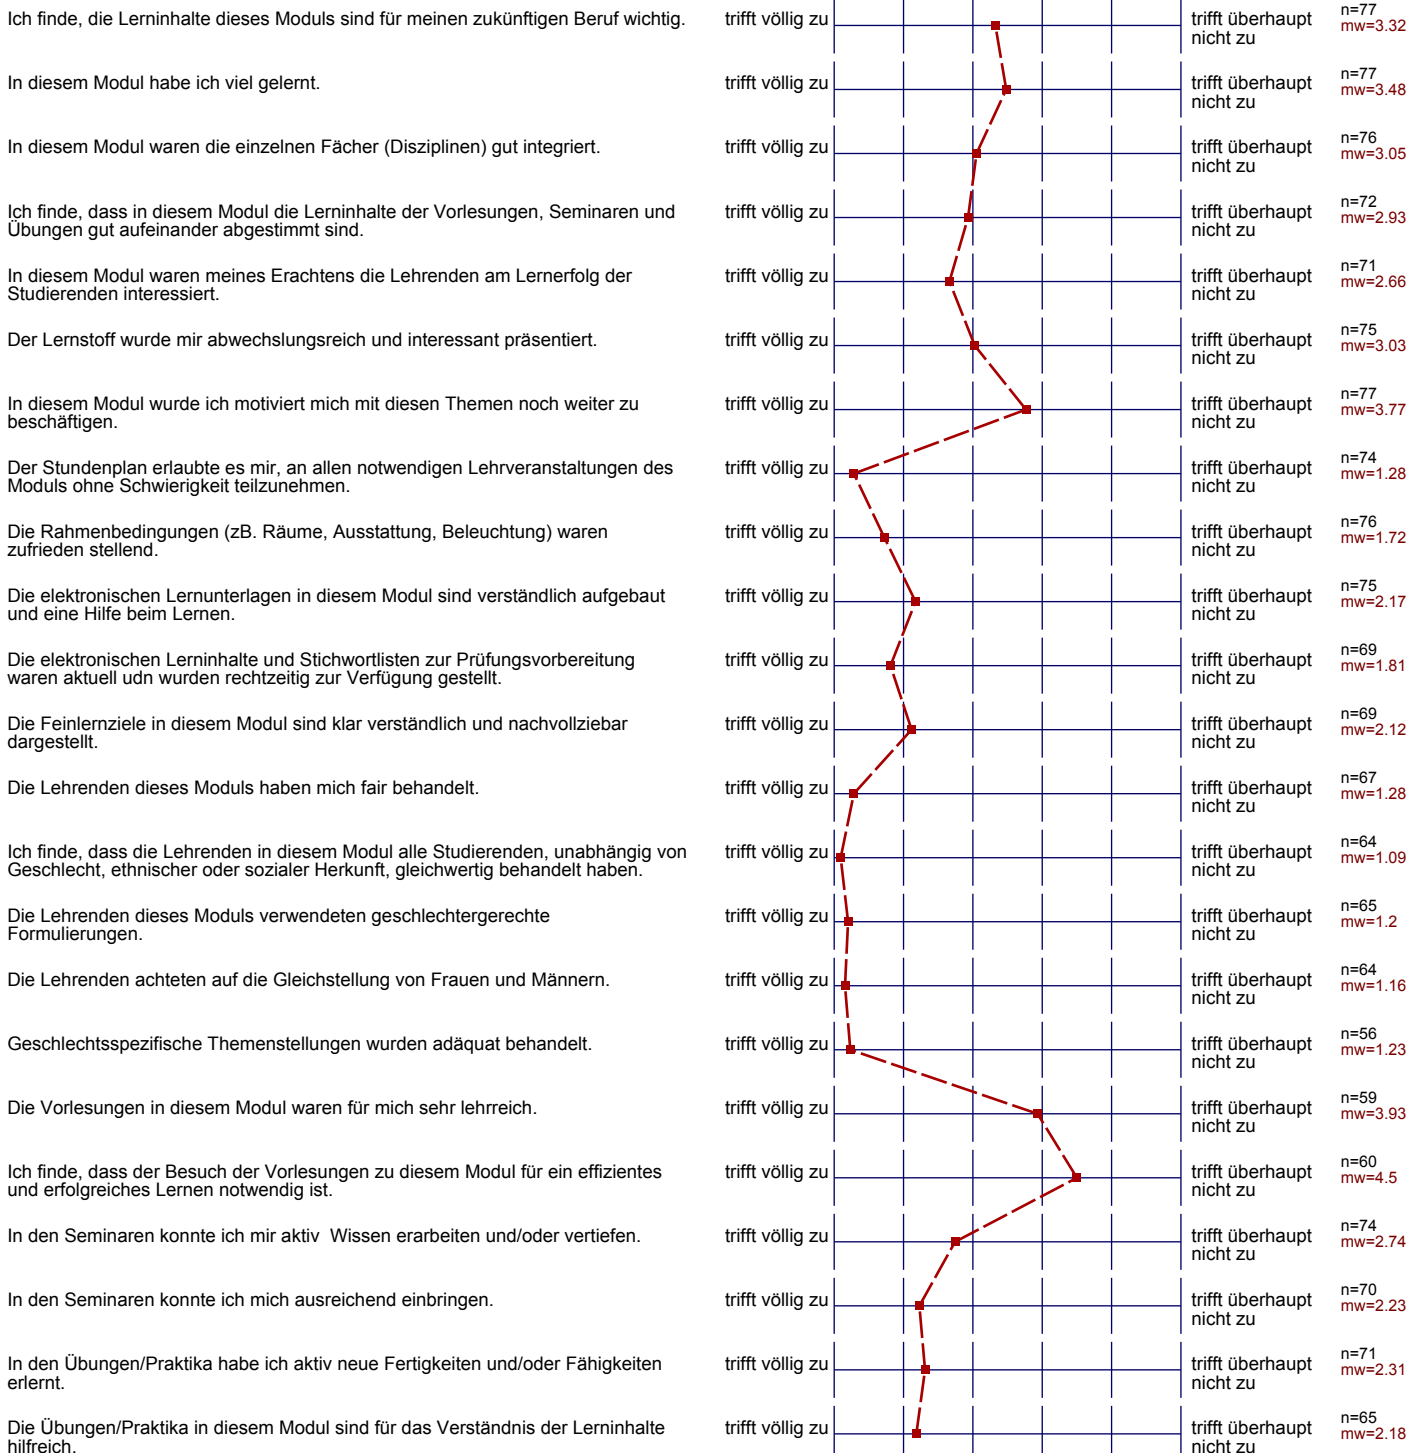 Ich finde, die Lerninhalte dieses Moduls sind für meinen zukünftigen Beruf wichtig. trifft völlig zu trifft überhaupt n=77
nicht zu mw=3.32
In diesem Modul habe ich viel gelernt. trifft völlig zu trifft überhaupt n=77
nicht zu mw=3.48
In diesem Modul waren die einzelnen Fächer (Disziplinen) gut integriert. trifft völlig zu trifft überhaupt n=76
nicht zu mw=3.05
Ich finde, dass in diesem Modul die Lerninhalte der Vorlesungen, Seminaren und trifft völlig zu trifft überhaupt n=72
Übungen gut aufeinander abgestimmt sind. nicht zu mw=2.93
In diesem Modul waren meines Erachtens die Lehrenden am Lernerfolg der trifft völlig zu trifft überhaupt n=71
Studierenden interessiert. nicht zu mw=2.66
Der Lernstoff wurde mir abwechslungsreich und interessant präsentiert. trifft völlig zu trifft überhaupt n=75
nicht zu mw=3.03
In diesem Modul wurde ich motiviert mich mit diesen Themen noch weiter zu trifft völlig zu trifft überhaupt n=77
beschäftigen. nicht zu mw=3.77
Der Stundenplan erlaubte es mir, an allen notwendigen Lehrveranstaltungen des trifft völlig zu trifft überhaupt n=74
Moduls ohne Schwierigkeit teilzunehmen. nicht zu mw=1.28
Die Rahmenbedingungen (zB. Räume, Ausstattung, Beleuchtung) waren trifft völlig zu trifft überhaupt n=76
zufrieden stellend. nicht zu mw=1.72
Die elektronischen Lernunterlagen in diesem Modul sind verständlich aufgebaut trifft völlig zu trifft überhaupt n=75
und eine Hilfe beim Lernen. nicht zu mw=2.17
Die elektronischen Lerninhalte und Stichwortlisten zur Prüfungsvorbereitung trifft völlig zu trifft überhaupt n=69
waren aktuell udn wurden rechtzeitig zur Verfügung gestellt. nicht zu mw=1.81
Die Feinlernziele in diesem Modul sind klar verständlich und nachvollziebar trifft völlig zu trifft überhaupt n=69
dargestellt. nicht zu mw=2.12
Die Lehrenden dieses Moduls haben mich fair behandelt. trifft völlig zu trifft überhaupt n=67
nicht zu mw=1.28
Ich finde, dass die Lehrenden in diesem Modul alle Studierenden, unabhängig von trifft völlig zu trifft überhaupt n=64
Geschlecht, ethnischer oder sozialer Herkunft, gleichwertig behandelt haben. nicht zu mw=1.09
Die Lehrenden dieses Moduls verwendeten geschlechtergerechte trifft völlig zu trifft überhaupt n=65
Formulierungen. nicht zu mw=1.2
Die Lehrenden achteten auf die Gleichstellung von Frauen und Männern. trifft völlig zu trifft überhaupt n=64
nicht zu mw=1.16
Geschlechtsspezifische Themenstellungen wurden adäquat behandelt. trifft völlig zu trifft überhaupt n=56
nicht zu mw=1.23
Die Vorlesungen in diesem Modul waren für mich sehr lehrreich. trifft völlig zu trifft überhaupt n=59
nicht zu mw=3.93
Ich finde, dass der Besuch der Vorlesungen zu diesem Modul für ein effizientes trifft völlig zu trifft überhaupt n=60
und erfolgreiches Lernen notwendig ist. nicht zu mw=4.5
In den Seminaren konnte ich mir aktiv Wissen erarbeiten und/oder vertiefen. trifft völlig zu trifft überhaupt n=74
nicht zu mw=2.74
In den Seminaren konnte ich mich ausreichend einbringen. trifft völlig zu trifft überhaupt n=70
nicht zu mw=2.23
In den Übungen/Praktika habe ich aktiv neue Fertigkeiten und/oder Fähigkeiten trifft völlig zu trifft überhaupt n=71
erlernt. nicht zu mw=2.31
Die Übungen/Praktika in diesem Modul sind für das Verständnis der Lerninhalte trifft völlig zu trifft überhaupt n=65
hilfreich. nicht zu mw=2.18